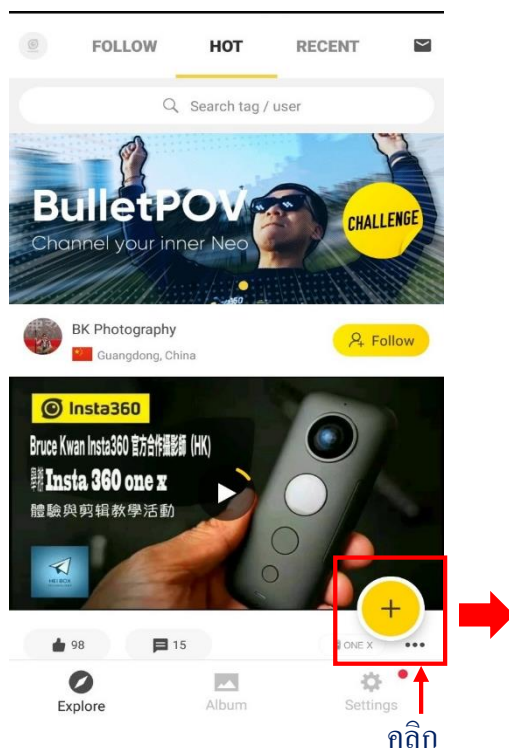 FOLLOW HOT RECENT
Search tag / user
BulletPOV
Channel your inner Neo
CHALLENGE
BK Photography
Guangdong, China
Follow
Insta360
Bruce Kwan Insta360 官方合作攝影師 (HK)
Insta 360 one x
體驗與剪辑教學活動
98 15 ONE X
Explore Album Settings
คลิก